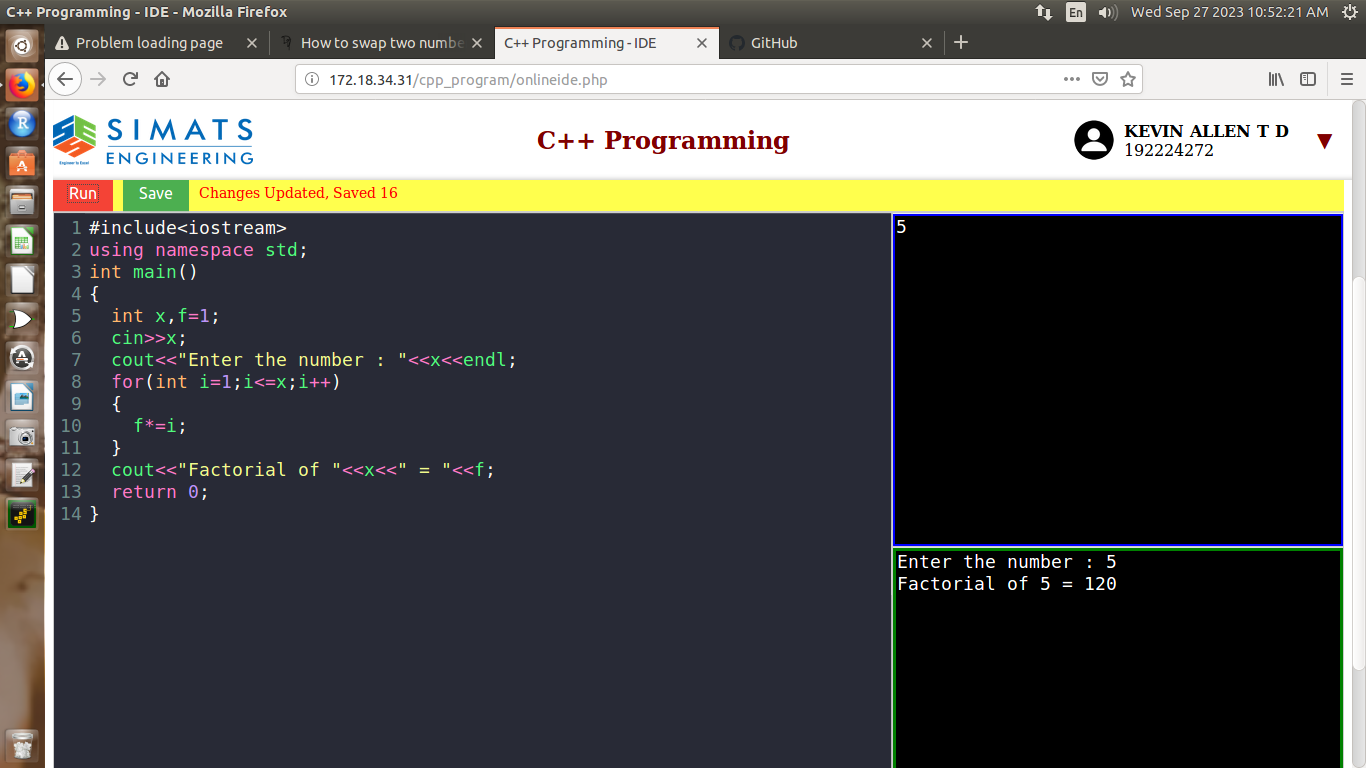 C++ Programming - IDE - Mozilla Firefox
En
Wed Sep 27 2023 10:52:21 AM
Problem loading page
How to swap two numbe
C++ Programming - IDE
GitHub
172.18.34.31/cpp_program/onlineide.php
SIMATS
ENGINEERING
Engineer to Excel
C++ Programming
KEVIN ALLEN T D
192224272
Run
Save
Changes Updated, Saved 16
1 #include<iostream>
2 using namespace std;
3 int main()
4 {
5 int x,f=1;
6 cin>>x;
7 cout<<"Enter the number : "<<x<<endl;
8 for(int i=1;i<=x;i++)
9 {
10 f*=i;
11 }
12 cout<<"Factorial of "<<x<<" = "<<f;
13 return 0;
14 }
5
Enter the number : 5
Factorial of 5 = 120